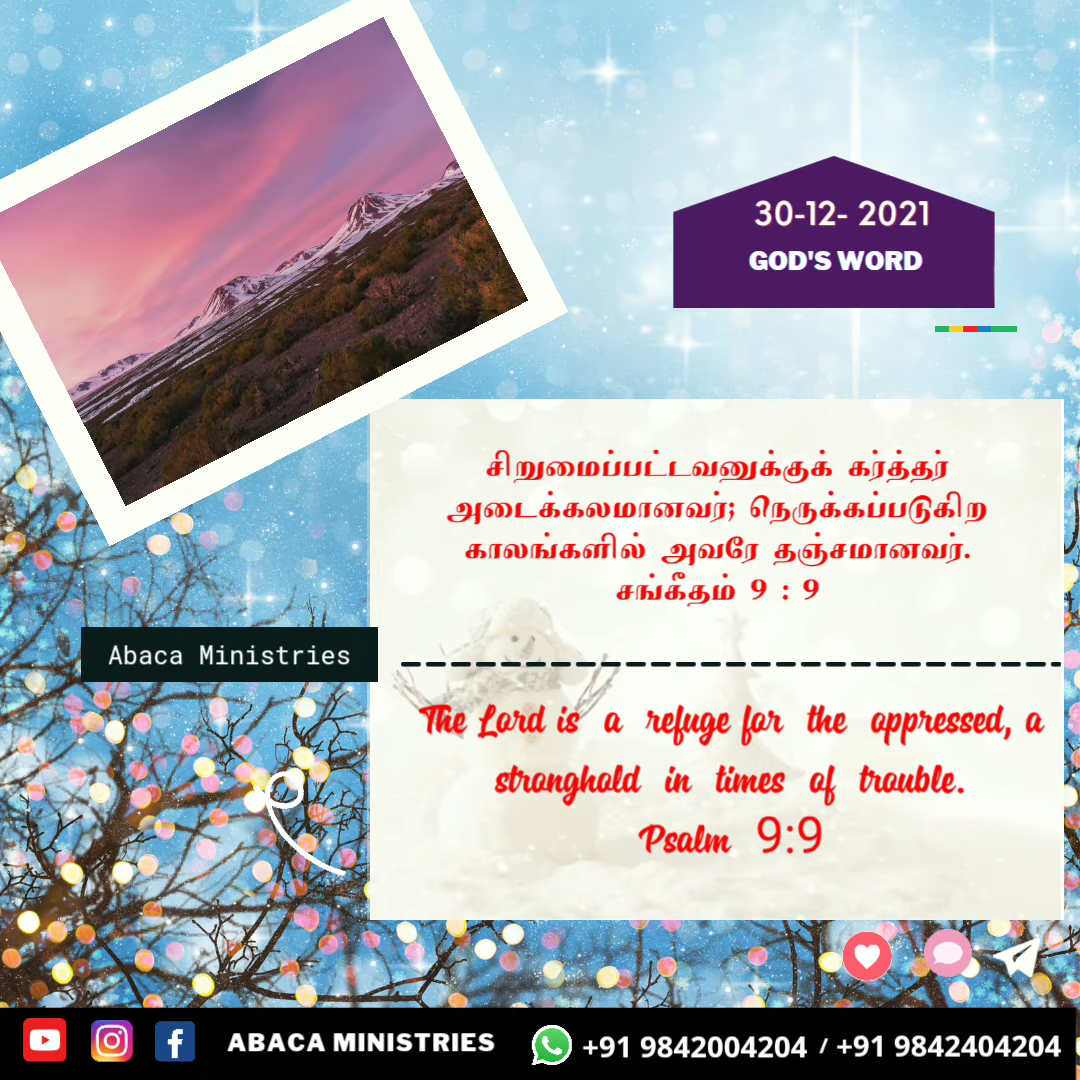 30-12- 2021
GOD'S WORD
சிறுமைப்பட்டவனுக்குக் கர்த்தர்
அடைக்கலமானவர்; நெருக்கப்படுகிற
காலங்களில் அவரே தஞ்சமானவர்.
சங்கீதம் 9 : 9
Abaca Ministries
The Lord is a refuge for the oppressed, a
stronghold in times of trouble.
Psalm 9:9
ABACA MINISTRIES +91 9842004204 / +91 9842404204